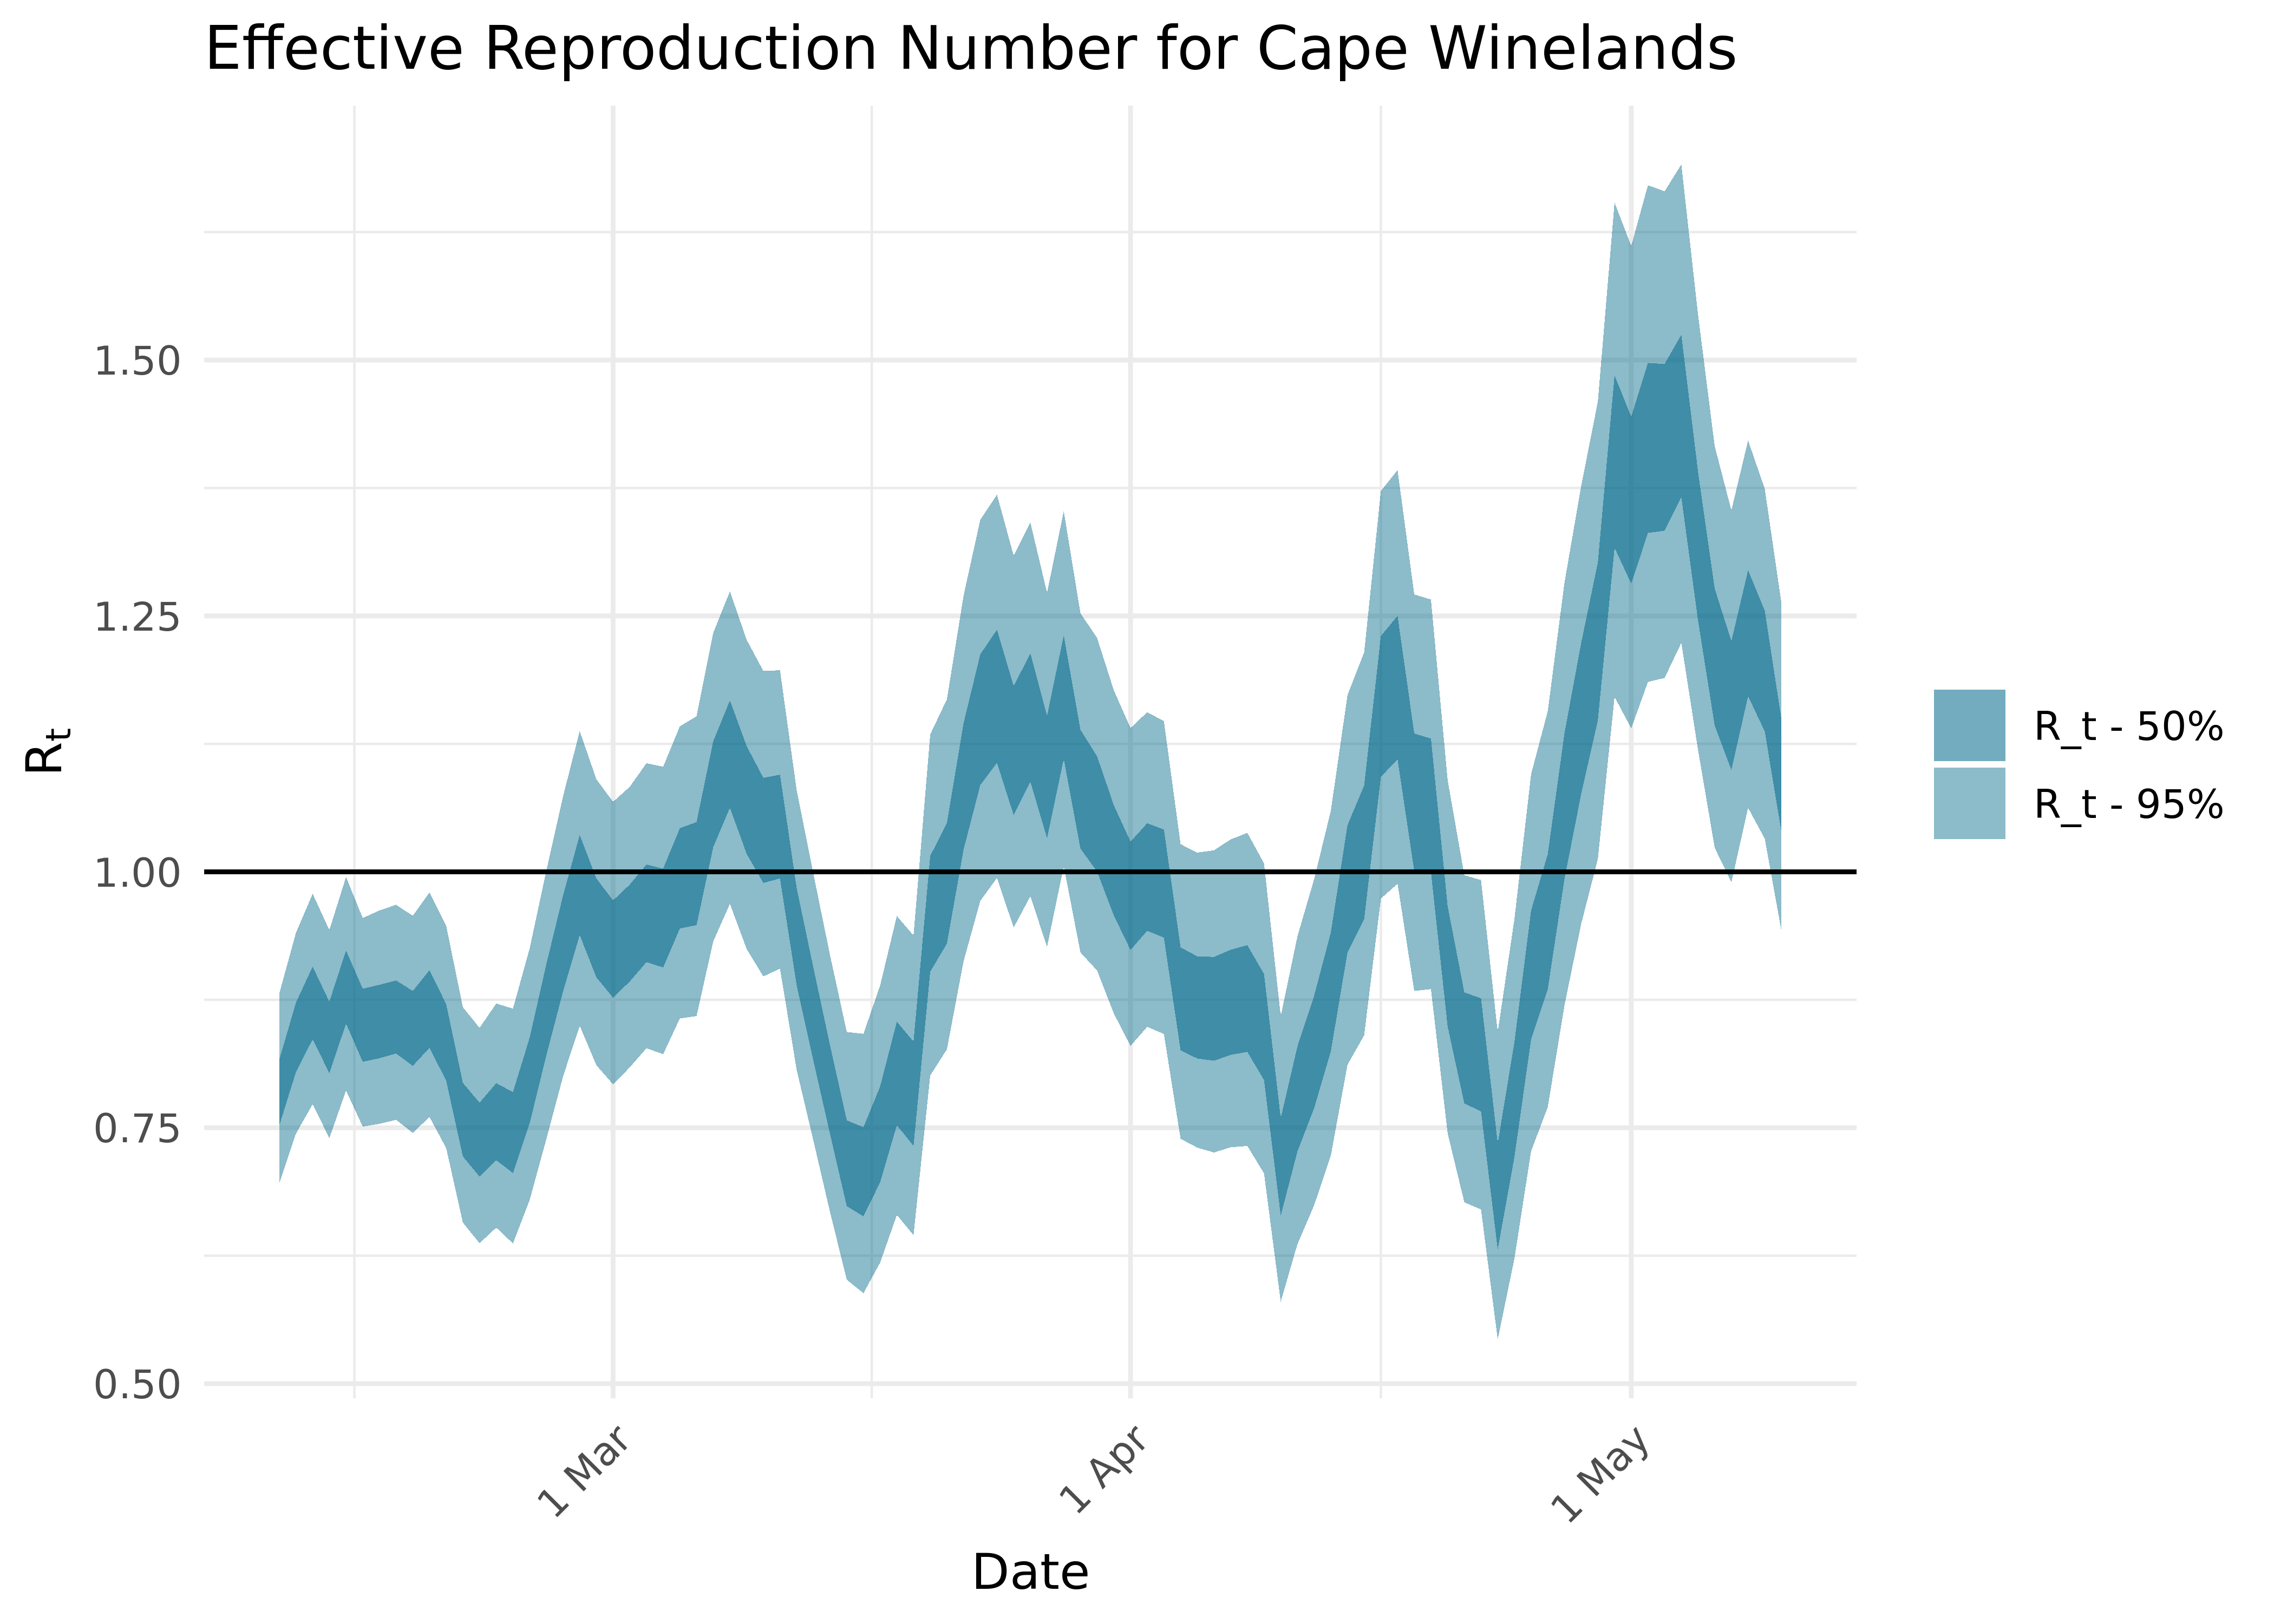 Effective Reproduction Number for Cape Winelands
R_t
1.50
1.25
1.00
0.75
0.50
1 Mar
1 Apr
1 May
Date
R_t - 50%
R_t - 95%